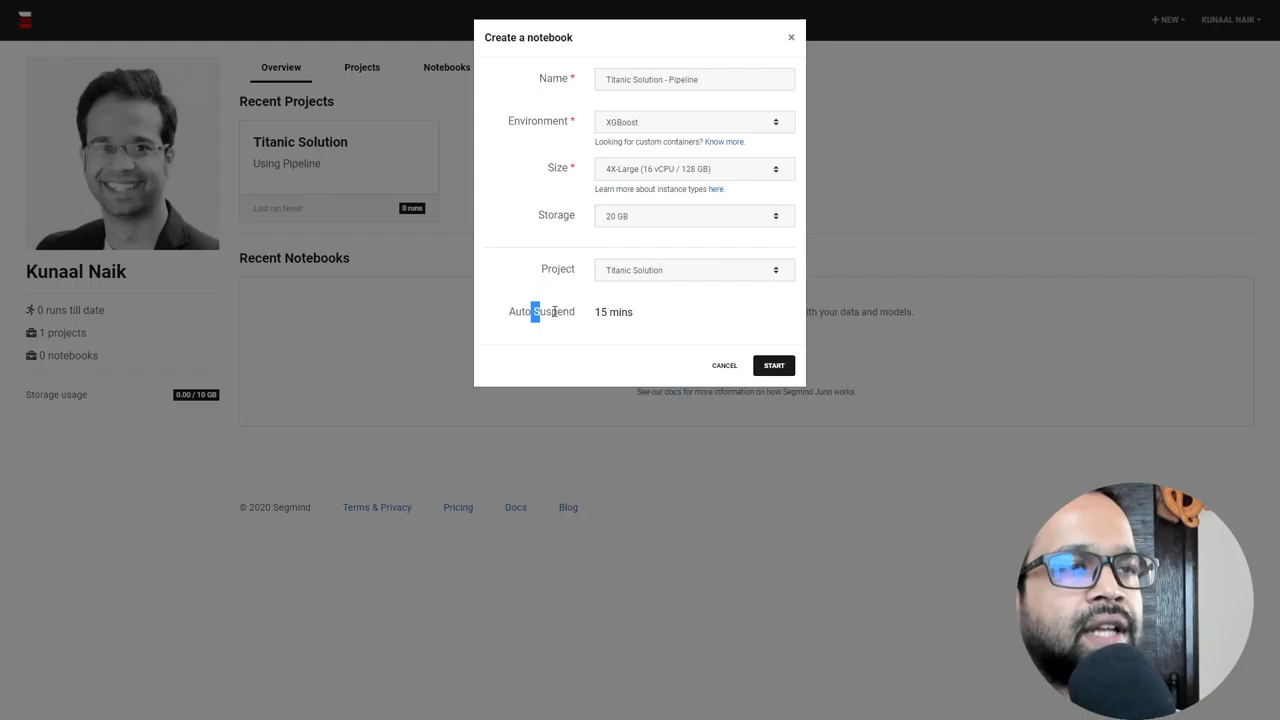 + NEW
KUNAAL NAIK
Create a notebook
×
Name *
Titanic Solution - Pipeline
Environment *
XGBoost
Looking for custom containers? Know more.
Size *
4X-Large (16 vCPU / 128 GB)
Learn more about instance types here.
Storage
20 GB
Project
Titanic Solution
Auto Suspend
15 mins
CANCEL
START
Overview
Projects
Notebooks
Recent Projects
Titanic Solution
Using Pipeline
Last ran Never
0 runs
Recent Notebooks
with your data and models.
See our docs for more information on how Segmind Juno works.
Kunaal Naik
0 runs till date
1 projects
0 notebooks
Storage usage
0.00 / 10 GB
© 2020 Segmind
Terms & Privacy
Pricing
Docs
Blog